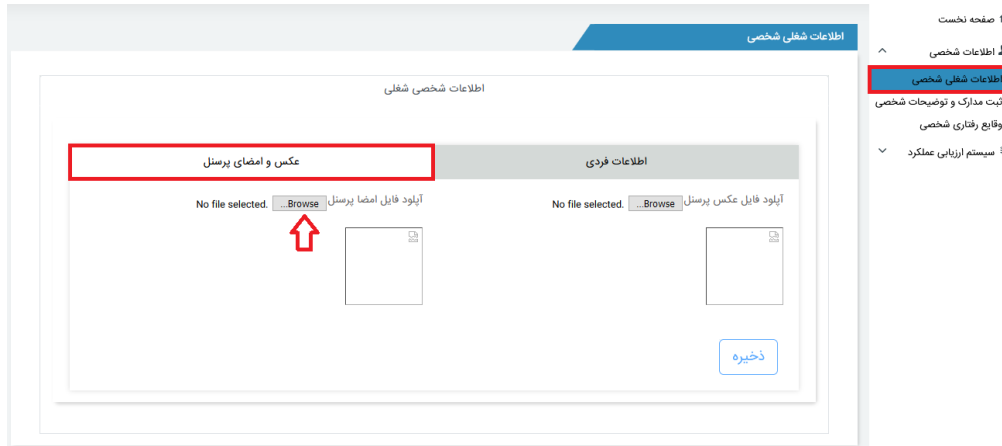 صفحه نخست
اطلاعات شخصی
اطلاعات شغلی شخصی
ثبت مدارک و توضیحات شخصی
وقایع رفتاری شخصی
سیستم ارزیابی عملکرد
اطلاعات شغلی شخصی
اطلاعات شخصی شغلی
اطلاعات فردی
عکس و امضای پرسنل
آپلود فایل عکس پرسنل Browse... No file selected.
آپلود فایل امضا پرسنل Browse... No file selected.
ذخیره